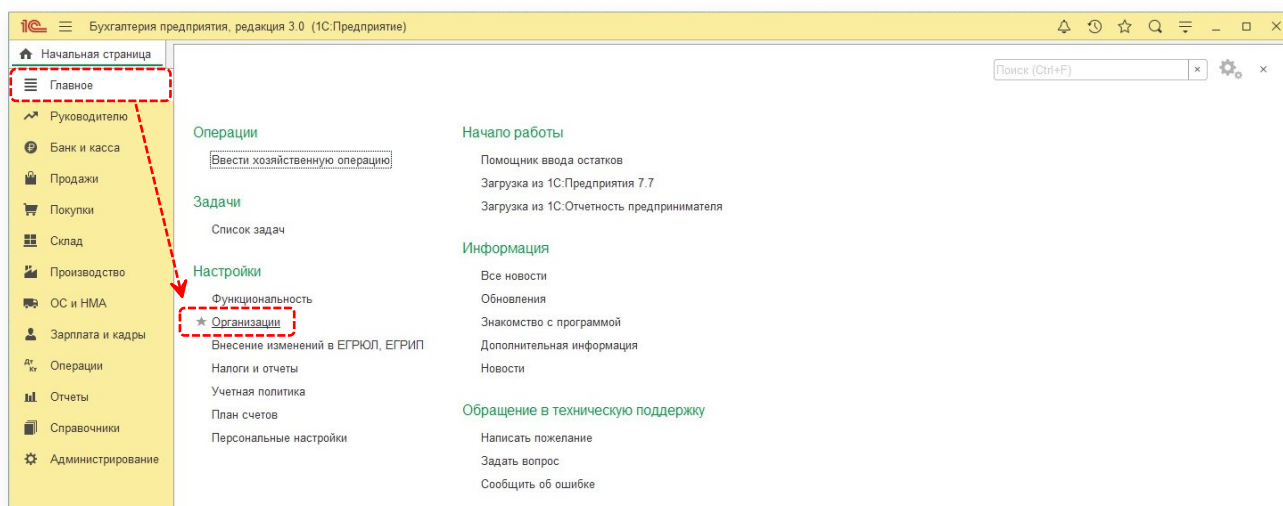 1С Бухгалтерия предприятия, редакция 3.0 (1С:Предприятие)
Начальная страница
Поиск (Ctrl+F)
Главное
Руководителю
Банк и касса
Продажи
Покупки
Склад
Производство
ОС и НМА
Зарплата и кадры
Дт Кт Операции
Отчеты
Справочники
Администрирование
Операции
Ввести хозяйственную операцию
Задачи
Список задач
Настройки
Функциональность
Организации
Внесение изменений в ЕГРЮЛ, ЕГРИП
Налоги и отчеты
Учетная политика
План счетов
Персональные настройки
Начало работы
Помощник ввода остатков
Загрузка из 1С:Предприятия 7.7
Загрузка из 1С:Отчетность предпринимателя
Информация
Все новости
Обновления
Знакомство с программой
Дополнительная информация
Новости
Обращение в техническую поддержку
Написать пожелание
Задать вопрос
Сообщить об ошибке